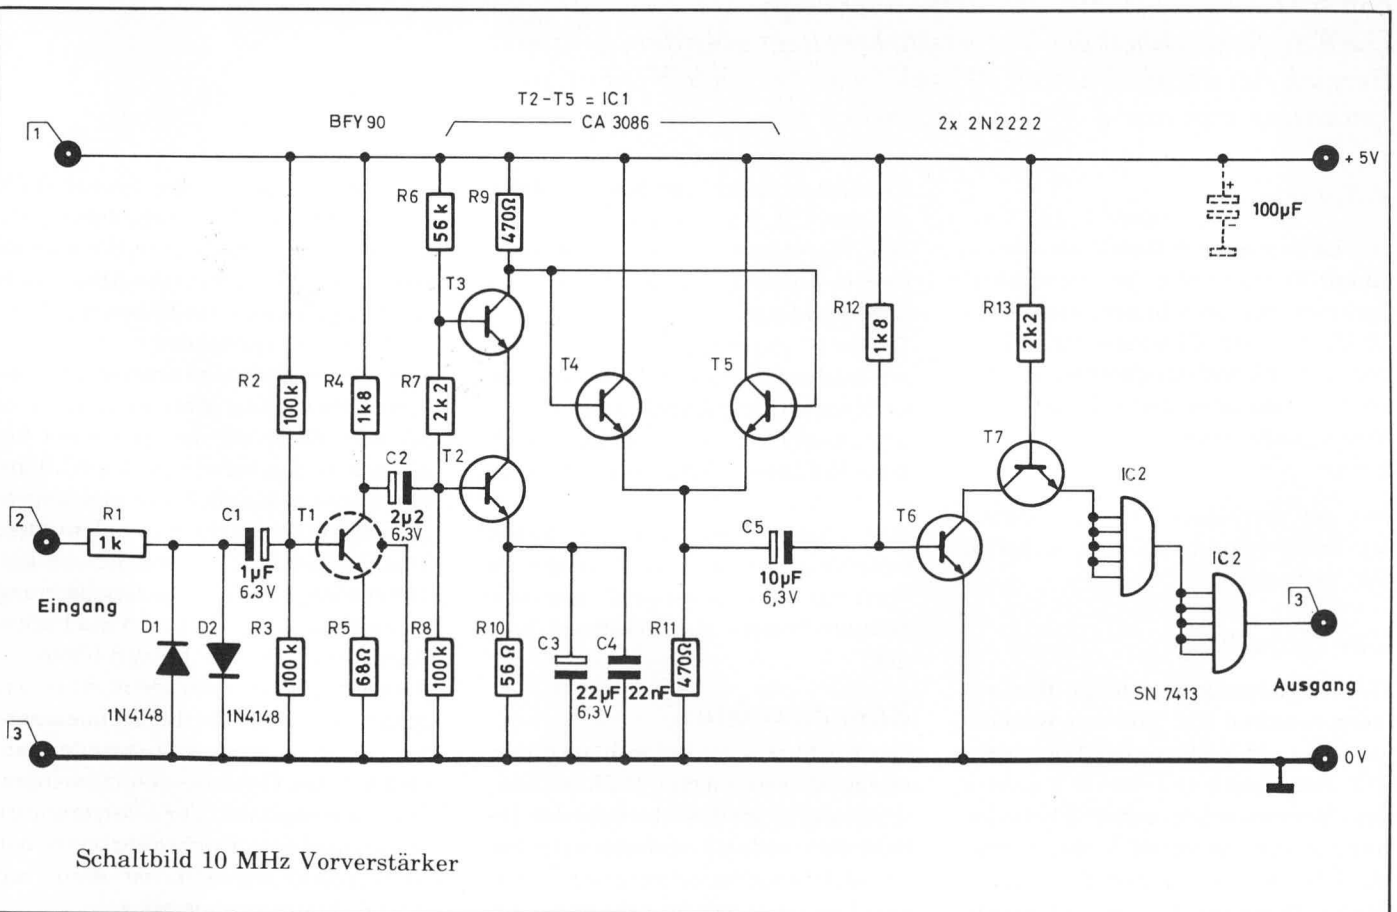 T2-T5 = IC1
BFY 90
CA 3086
2x 2N2222
1
+ 5V
R6
56k
R9
470Ω
+
100µF
-
T3
R12
1k8
R13
2k2
T4
T5
R2
100k
R4
1k8
R7
2k2
C2
T2
2µ2
6,3V
T7
IC2
2
R1
1k
C1
1µF
6,3V
T1
C5
10µF
6,3V
T6
IC2
Eingang
3
D1
D2
R3
100k
R5
68Ω
R8
100k
R10
56Ω
C3
C4
22µF
22nF
6,3V
R11
470Ω
1N4148
1N4148
SN 7413
Ausgang
3
0V
Schaltbild 10 MHz Vorverstärker